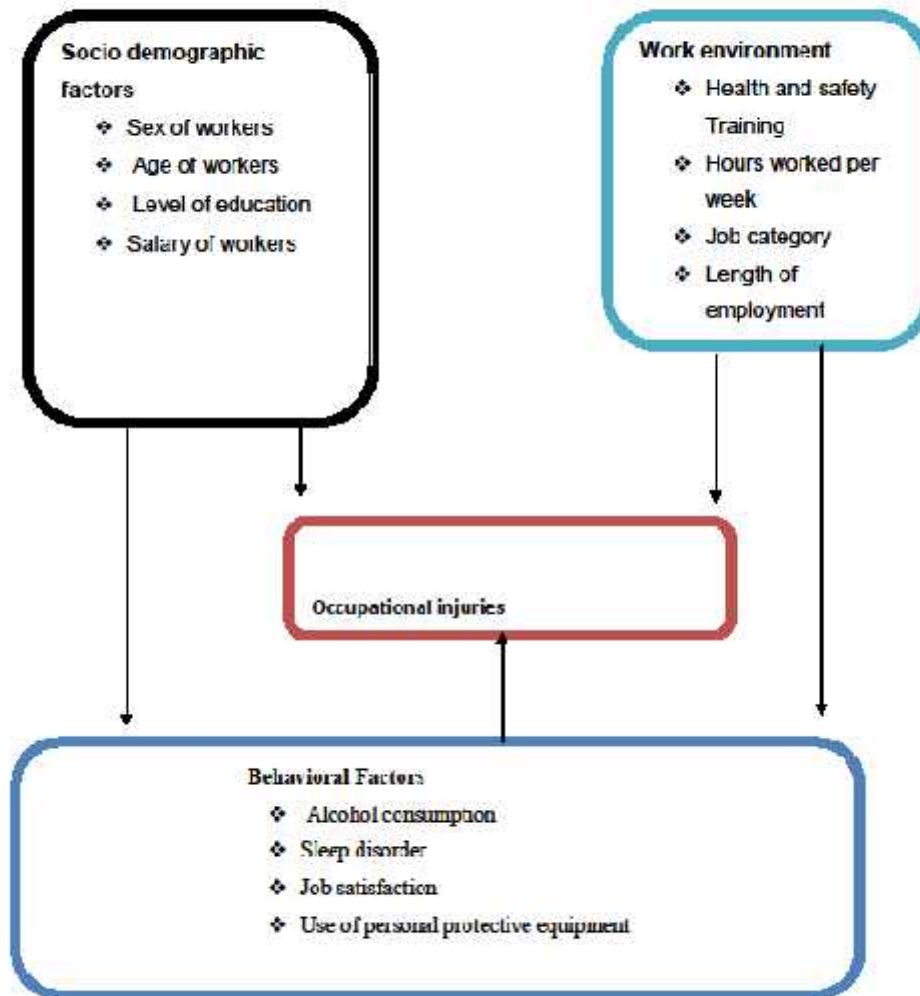 Socio demographic
factors
❖ Sex of workers
❖ Age of workers
❖ Level of education
❖ Salary of workers
Work environment
❖ Health and safety
Training
❖ Hours worked per
week
❖ Job category
❖ Length of
employment
Occupational injuries
Behavioral Factors
❖ Alcohol consumption
❖ Sleep disorder
❖ Job satisfaction
❖ Use of personal protective equipment